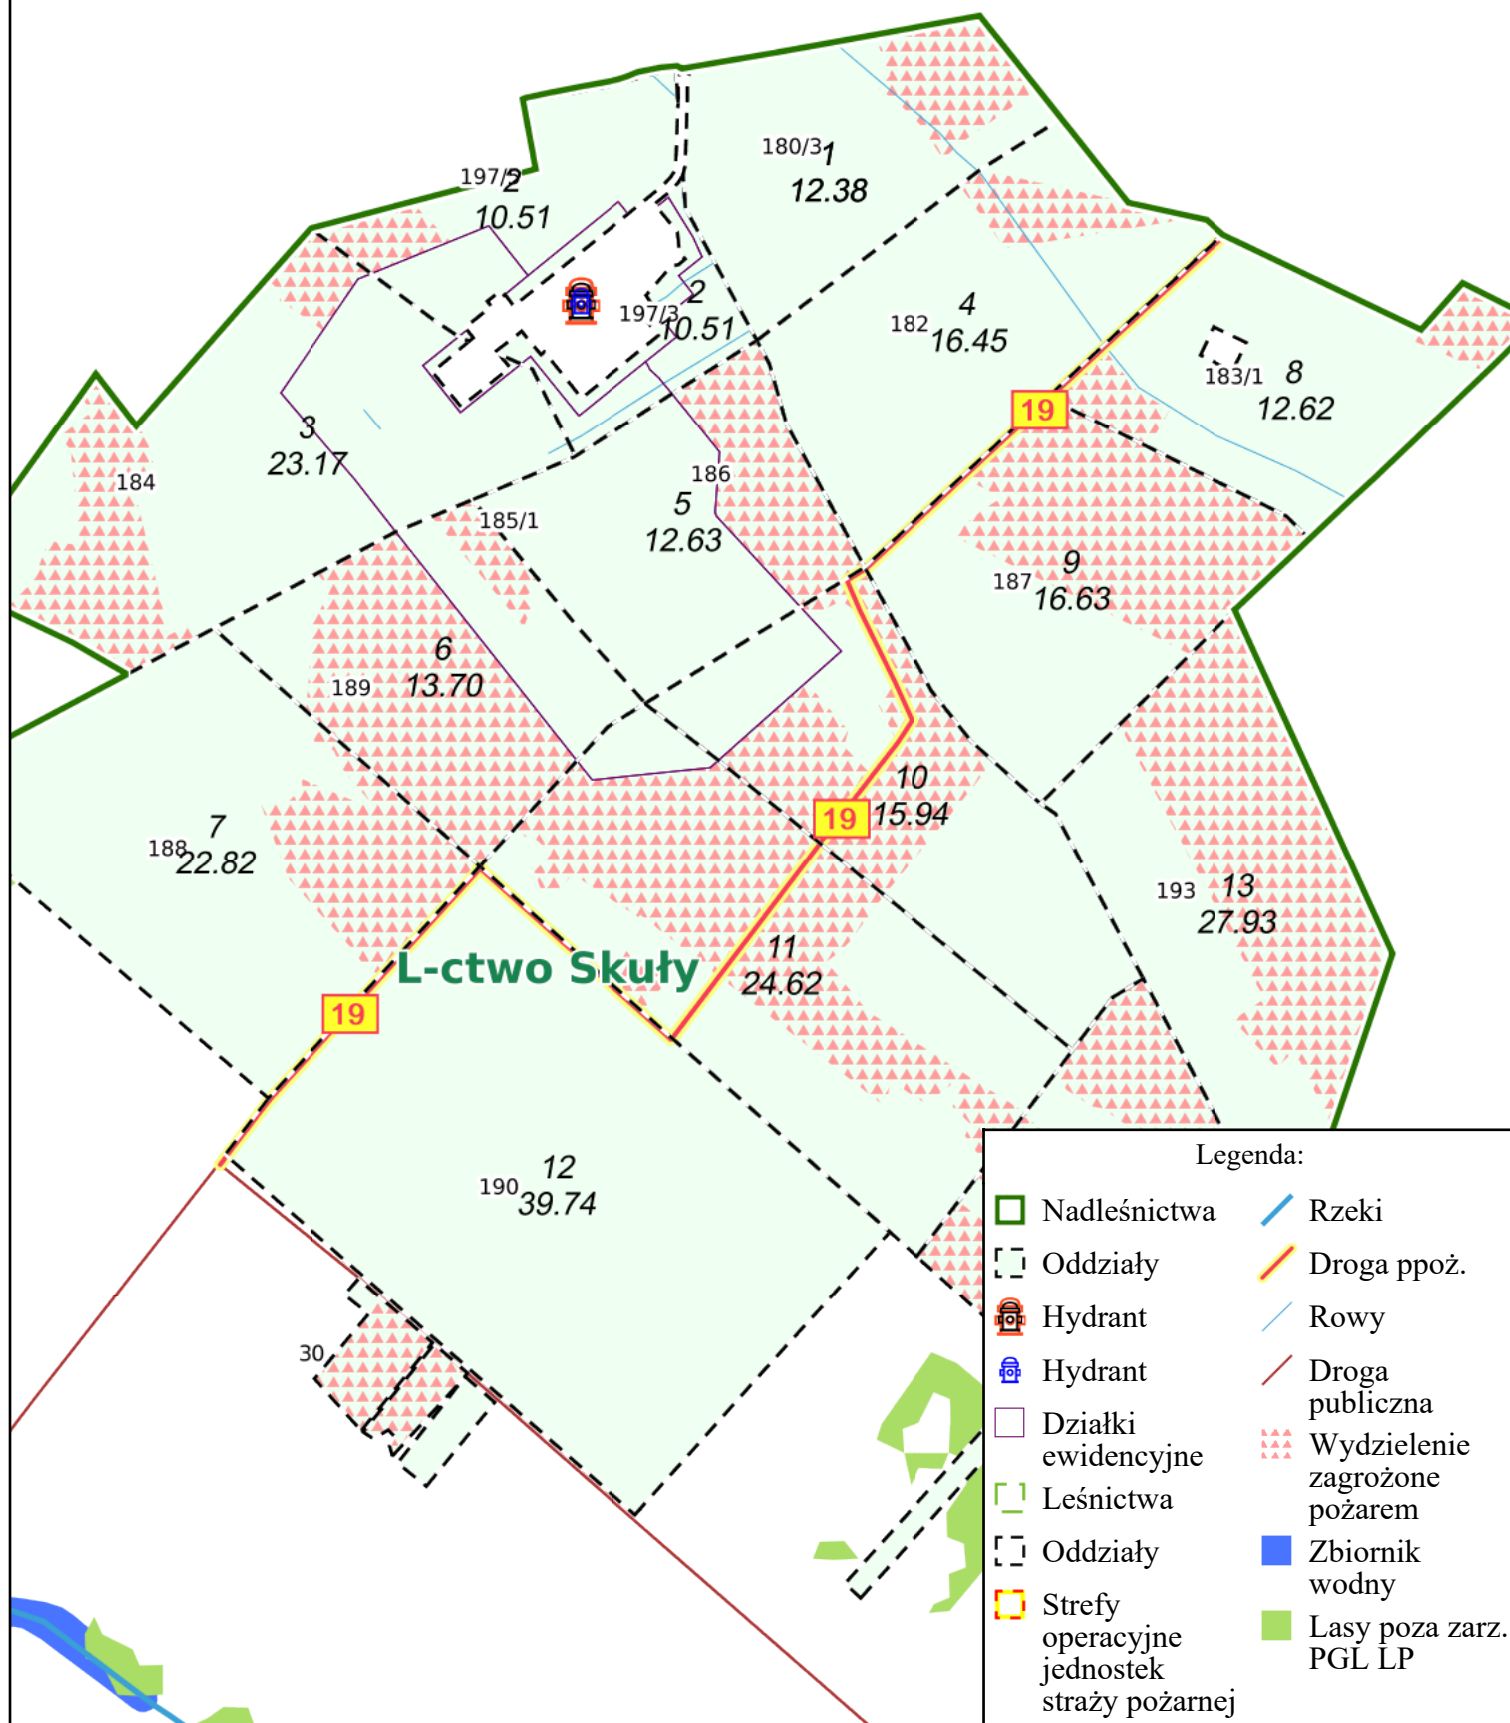 180/3
1
12.38
197/2
2
10.51
2
197/3
10.51
4
182
16.45
8
183/1
12.62
19
3
23.17
184
186
5
12.63
185/1
9
187
16.63
6
189
13.70
10
15.94
19
7
188
22.82
13
193
27.93
11
24.62
L-ctwo Skuły
19
12
190
39.74
30
Legenda:
Nadleśnictwa
Oddziały
Hydrant
Hydrant
Działki
ewidencyjne
Leśnictwa
Oddziały
Strefy
operacyjne
jednostek
straży pożarnej
Rzeki
Droga ppoż.
Rowy
Droga
publiczna
Wydzielenie
zagrożone
pożarem
Zbiornik
wodny
Lasy poza zarz.
PGL LP